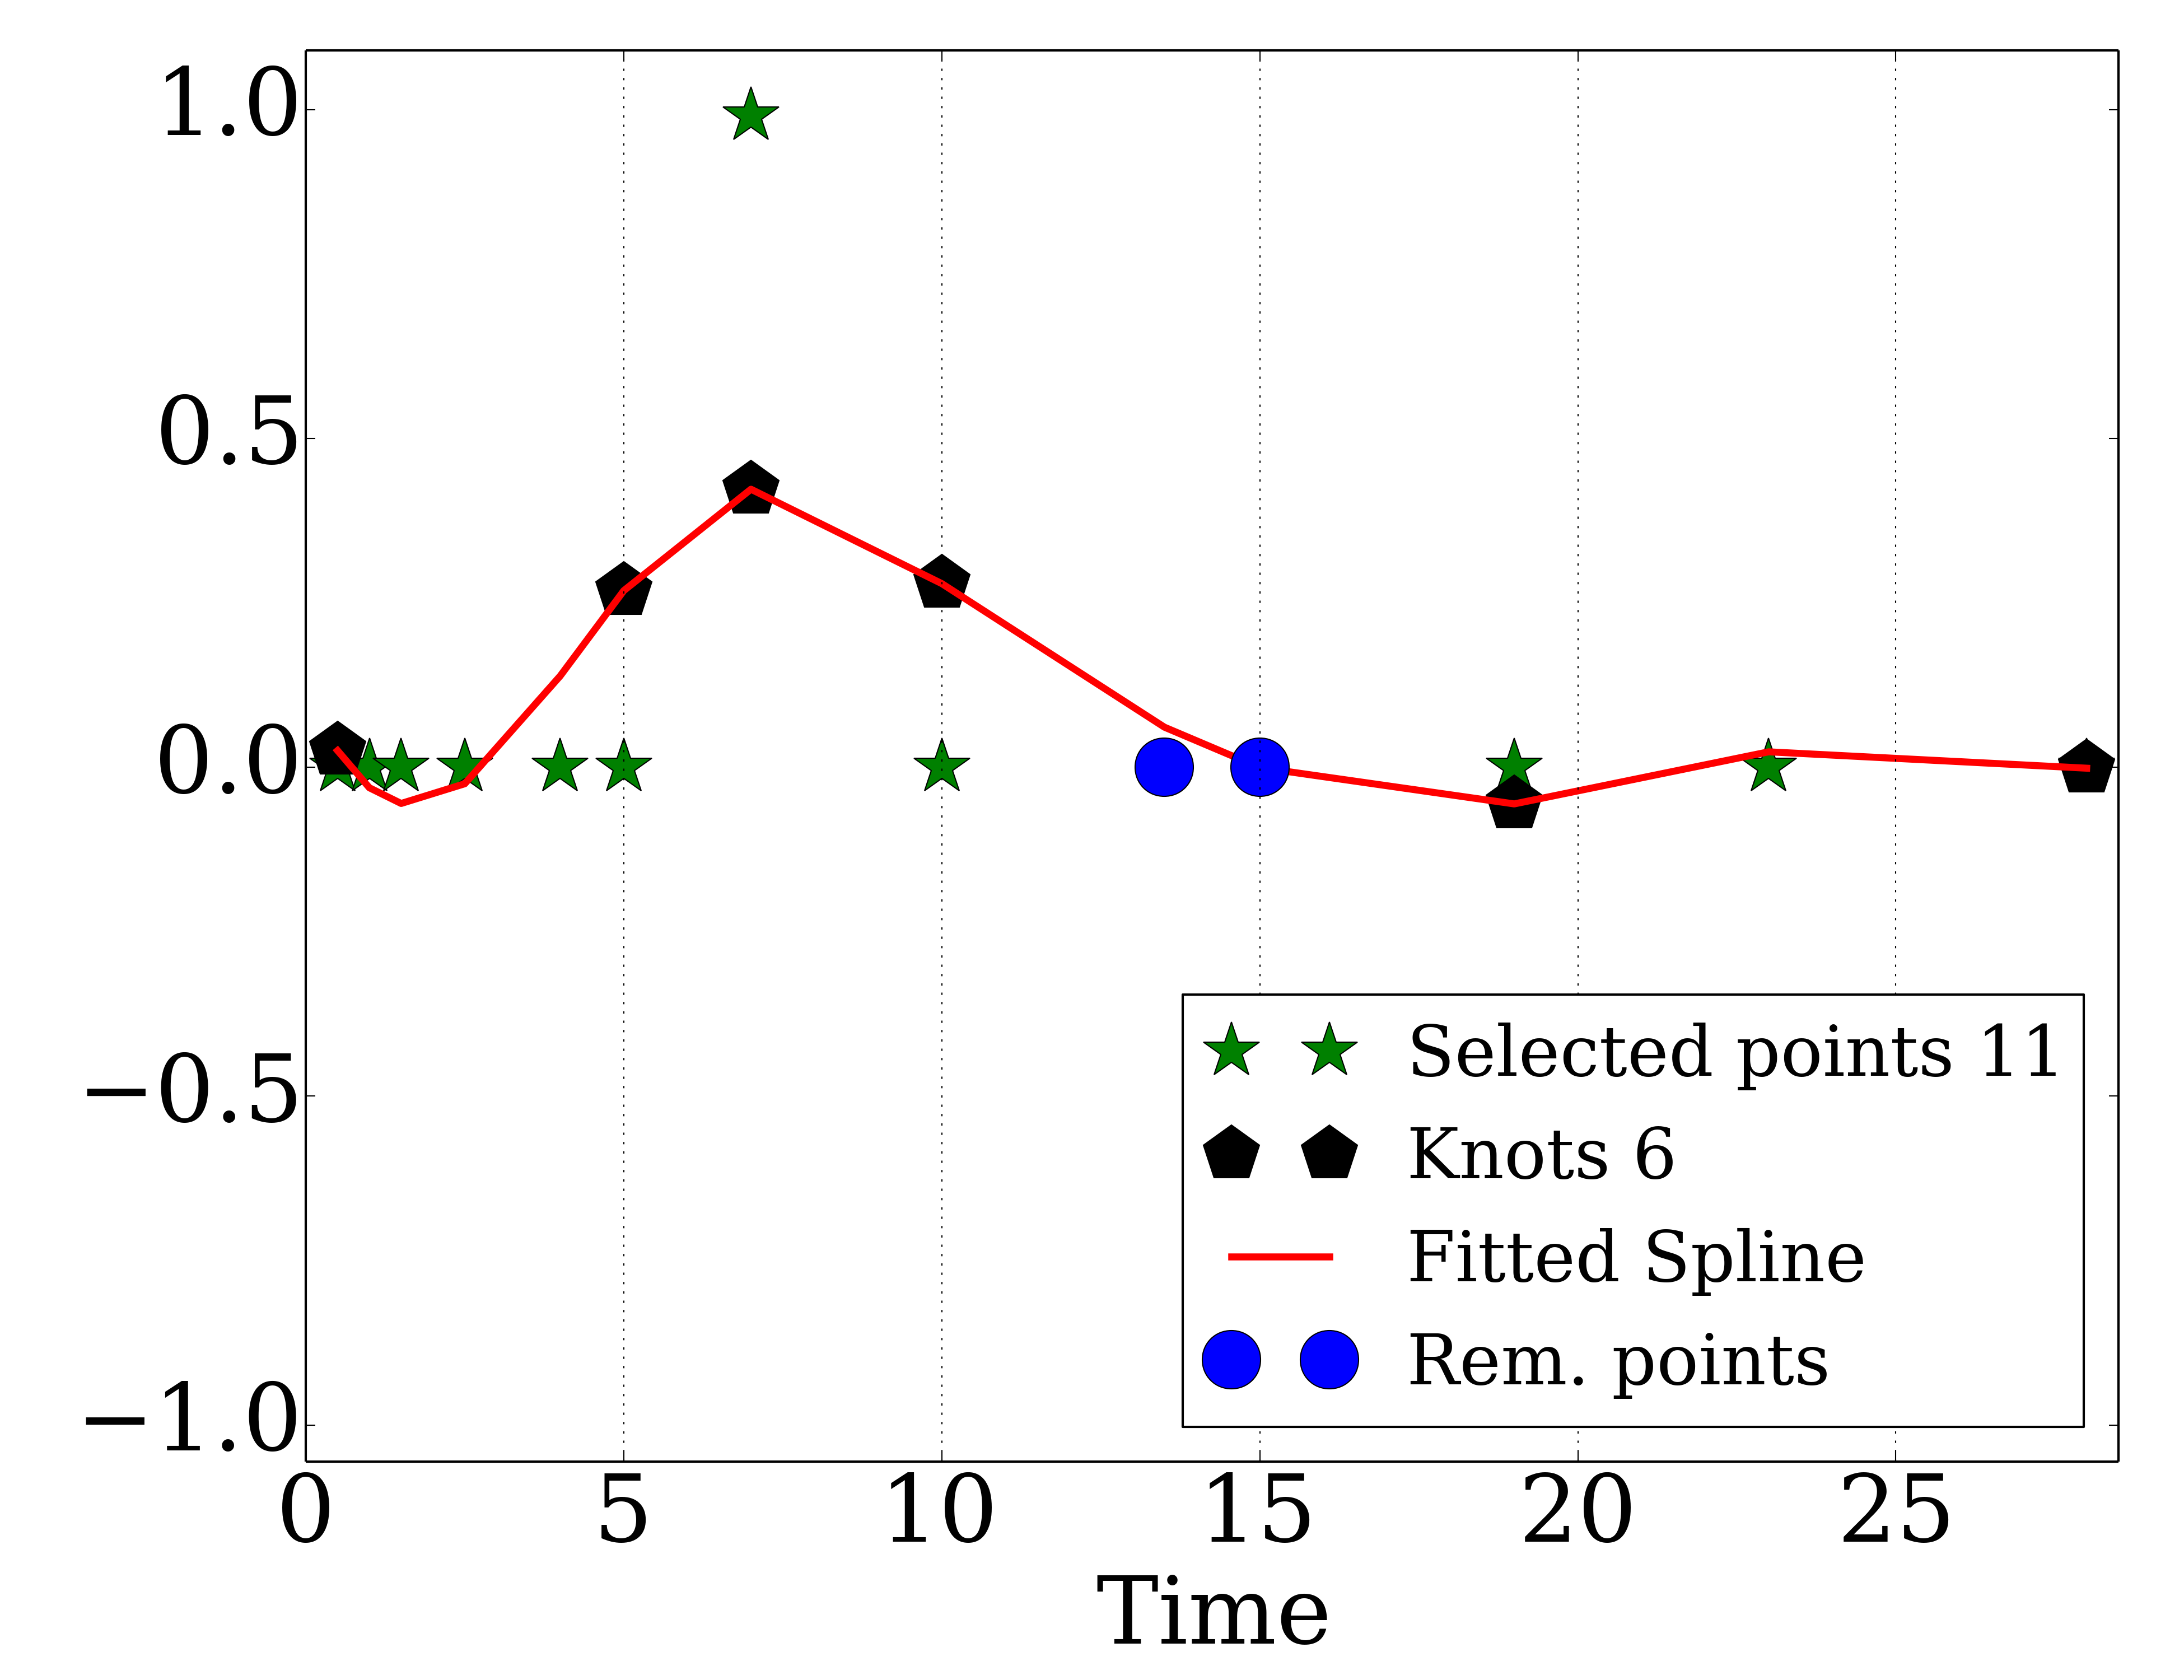 1.0
0.5
0.0
−0.5
−1.0
Selected points 11
Knots 6
Fitted Spline
Rem. points
0 5 10 15 20 25
Time